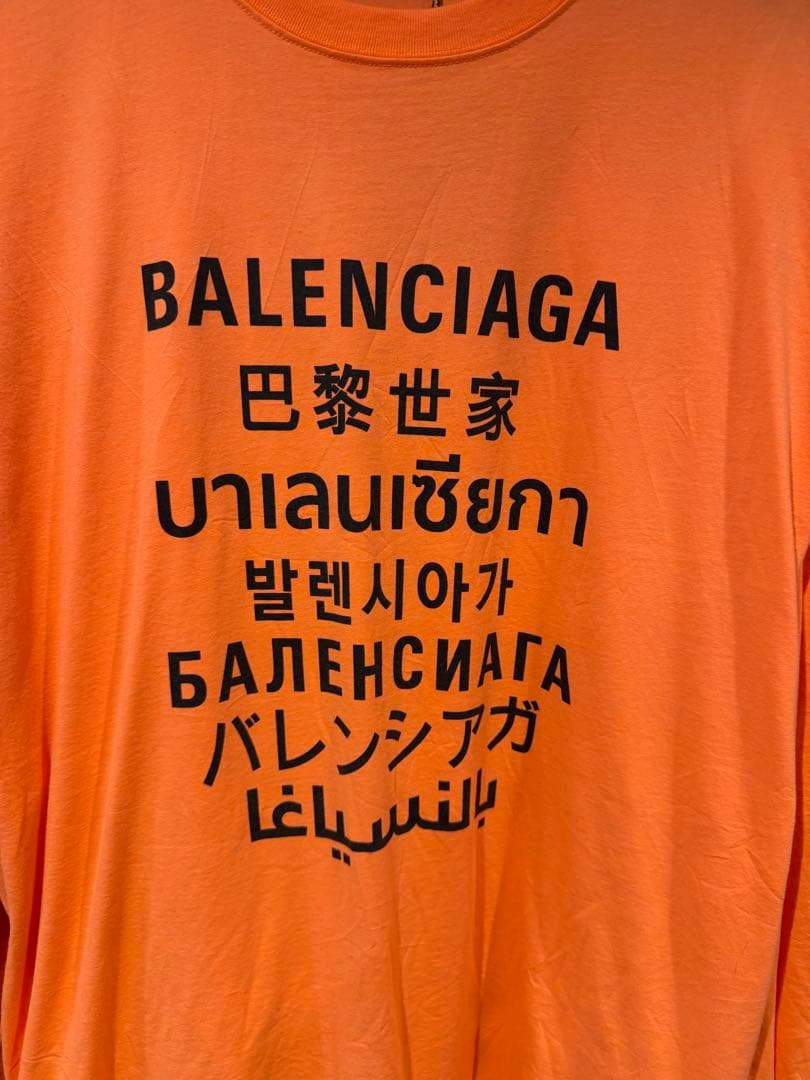 BALENCIAGA
巴黎世家
บาเลนเซียกา
발렌시아가
БАЛЕНСИАГА
バレンシアガ
بالنسياغا